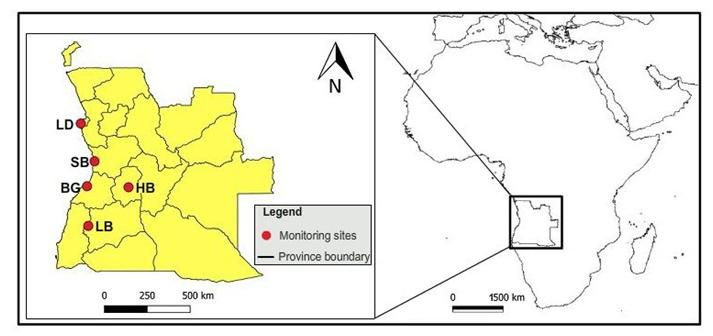 N
LD
SB
BG
HB
LB
Legend
Monitoring sites
Province boundary
0 250 500 km
0 1500 km